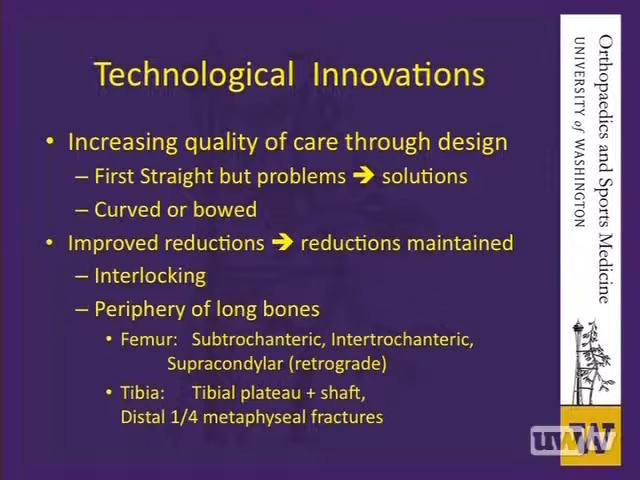 Technological Innovations
• Increasing quality of care through design
– First Straight but problems ➔ solutions
– Curved or bowed
• Improved reductions ➔ reductions maintained
– Interlocking
– Periphery of long bones
• Femur: Subtrochanteric, Intertrochanteric,
Supracondylar (retrograde)
• Tibia: Tibial plateau + shaft,
Distal 1/4 metaphyseal fractures
Orthopaedics and Sports Medicine
UNIVERSITY of WASHINGTON
uwtv
W